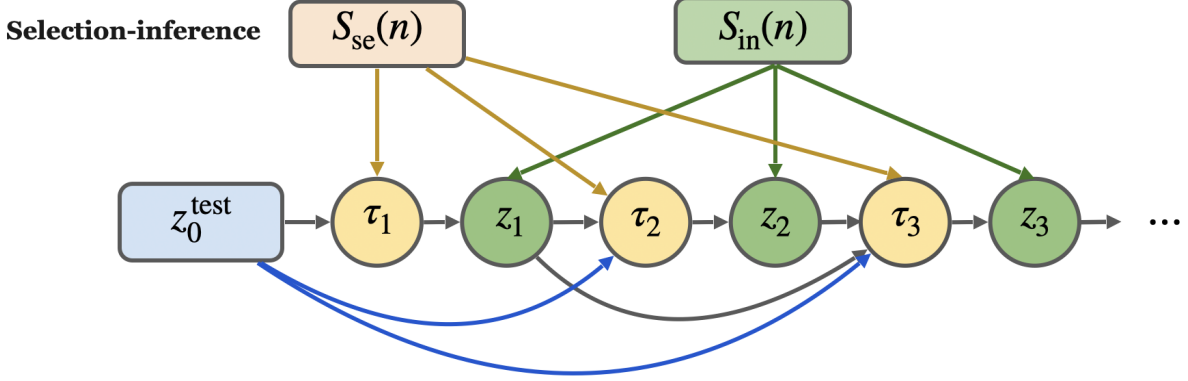 Selection-inference
S_se(n)
S_in(n)
z_0^test
τ_1
z_1
τ_2
z_2
τ_3
z_3
...